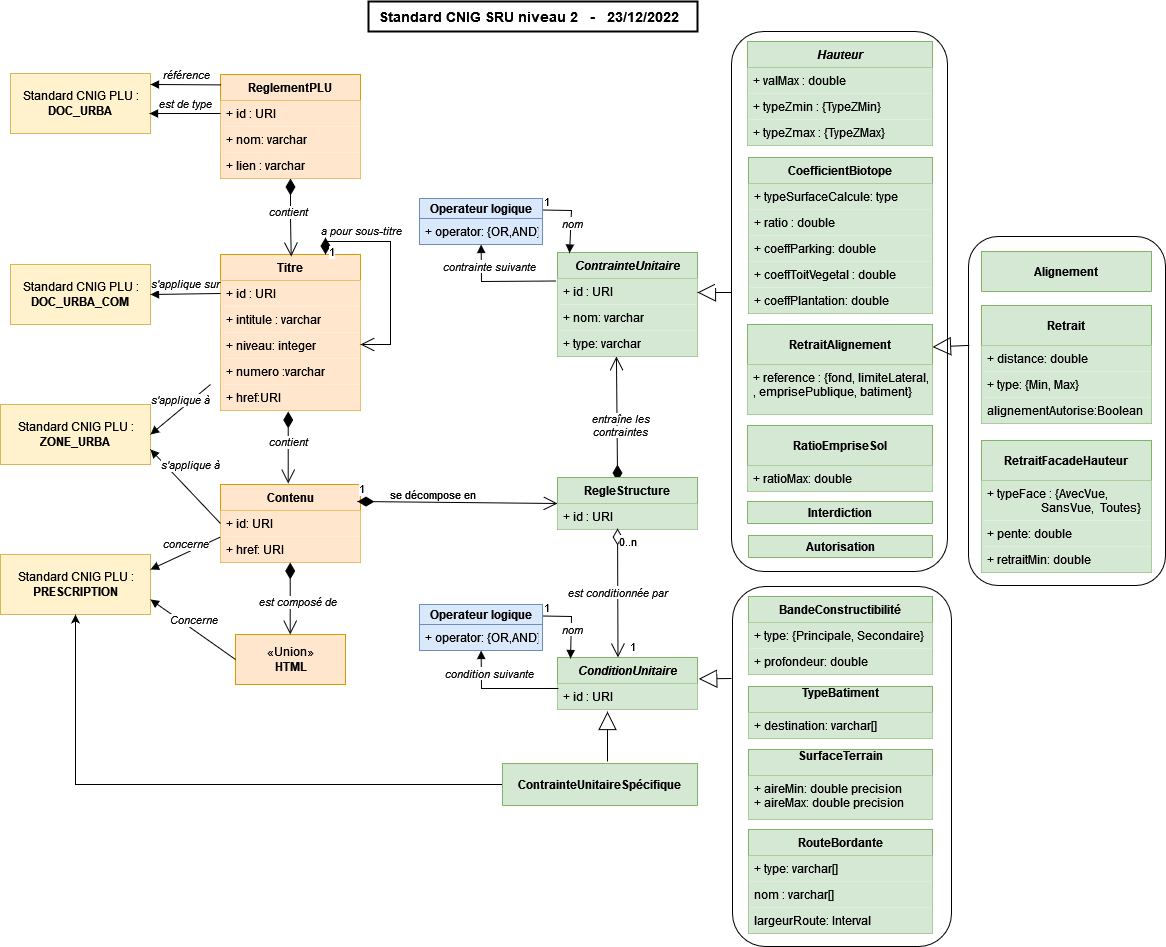 Standard CNIG SRU niveau 2 - 23/12/2022
Standard CNIG PLU :
DOC_URBA
référence
est de type
ReglementPLU
+ id : URI
+ nom: varchar
+ lien : varchar
contient
a pour sous-titre
1
Titre
+ id : URI
+ intitule : varchar
+ niveau: integer
+ numero :varchar
+ href:URI
Standard CNIG PLU :
DOC_URBA_COM
s'applique sur
s'applique à
Standard CNIG PLU :
ZONE_URBA
s'applique à
contient
Contenu
+ id: URI
+ href: URI
1
se décompose en
concerne
Standard CNIG PLU :
PRESCRIPTION
Concerne
est composé de
«Union»
HTML
Operateur logique
+ operator: {OR,AND}
1
nom
contrainte suivante
ContrainteUnitaire
+ id : URI
+ nom: varchar
+ type: varchar
entraîne les
contraintes
RegleStructure
+ id : URI
0..n
est conditionnée par
1
Operateur logique
+ operator: {OR,AND}
1
nom
condition suivante
ConditionUnitaire
+ id : URI
ContrainteUnitaireSpécifique
Hauteur
+ valMax : double
+ typeZmin : {TypeZMin}
+ typeZmax : {TypeZMax}
CoefficientBiotope
+ typeSurfaceCalcule: type
+ ratio : double
+ coeffParking: double
+ coeffToitVegetal : double
+ coeffPlantation: double
RetraitAlignement
+ reference : {fond, limiteLateral,
, emprisePublique, batiment}
RatioEmpriseSol
+ ratioMax: double
Interdiction
Autorisation
Alignement
Retrait
+ distance: double
+ type: {Min, Max}
alignementAutorise:Boolean
RetraitFacadeHauteur
+ typeFace : {AvecVue,
SansVue, Toutes}
+ pente: double
+ retraitMin: double
BandeConstructibilité
+ type: {Principale, Secondaire}
+ profondeur: double
TypeBatiment
+ destination: varchar[]
SurfaceTerrain
+ aireMin: double precision
+ aireMax: double precision
RouteBordante
+ type: varchar[]
nom : varchar[]
largeurRoute: Interval